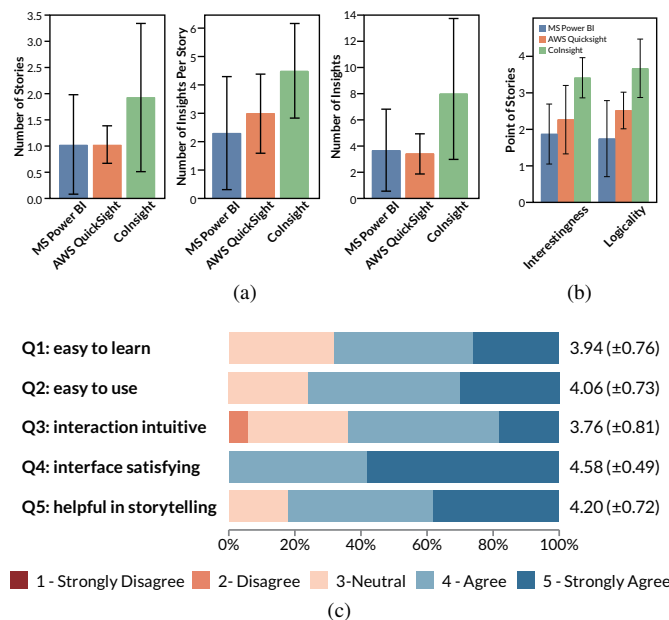 Number of Stories
3.5
3.0
2.5
2.0
1.5
1.0
0.5
0.0
MS Power BI
AWS QuickSight
CoInsight
Number of Insights Per Story
6
5
4
3
2
1
0
MS Power BI
AWS QuickSight
CoInsight
Number of Insights
14
12
10
8
6
4
2
0
MS Power BI
AWS QuickSight
CoInsight
(a)
Point of Stories
4
2
0
MS Power BI
AWS Quicksight
CoInsight
Interestingness
Logicality
(b)
Q1: easy to learn 3.94 (±0.76)
Q2: easy to use 4.06 (±0.73)
Q3: interaction intuitive 3.76 (±0.81)
Q4: interface satisfying 4.58 (±0.49)
Q5: helpful in storytelling 4.20 (±0.72)
0% 20% 40% 60% 80% 100%
1 - Strongly Disagree 2- Disagree 3-Neutral 4 - Agree 5 - Strongly Agree
(c)